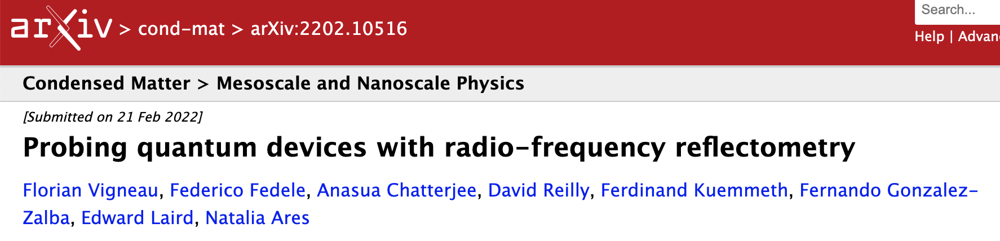 arXiv > cond-mat > arXiv:2202.10516
Search...
Help | Advan
Condensed Matter > Mesoscale and Nanoscale Physics
[Submitted on 21 Feb 2022]
Probing quantum devices with radio-frequency reflectometry
Florian Vigneau, Federico Fedele, Anasua Chatterjee, David Reilly, Ferdinand Kuemmeth, Fernando Gonzalez-
Zalba, Edward Laird, Natalia Ares